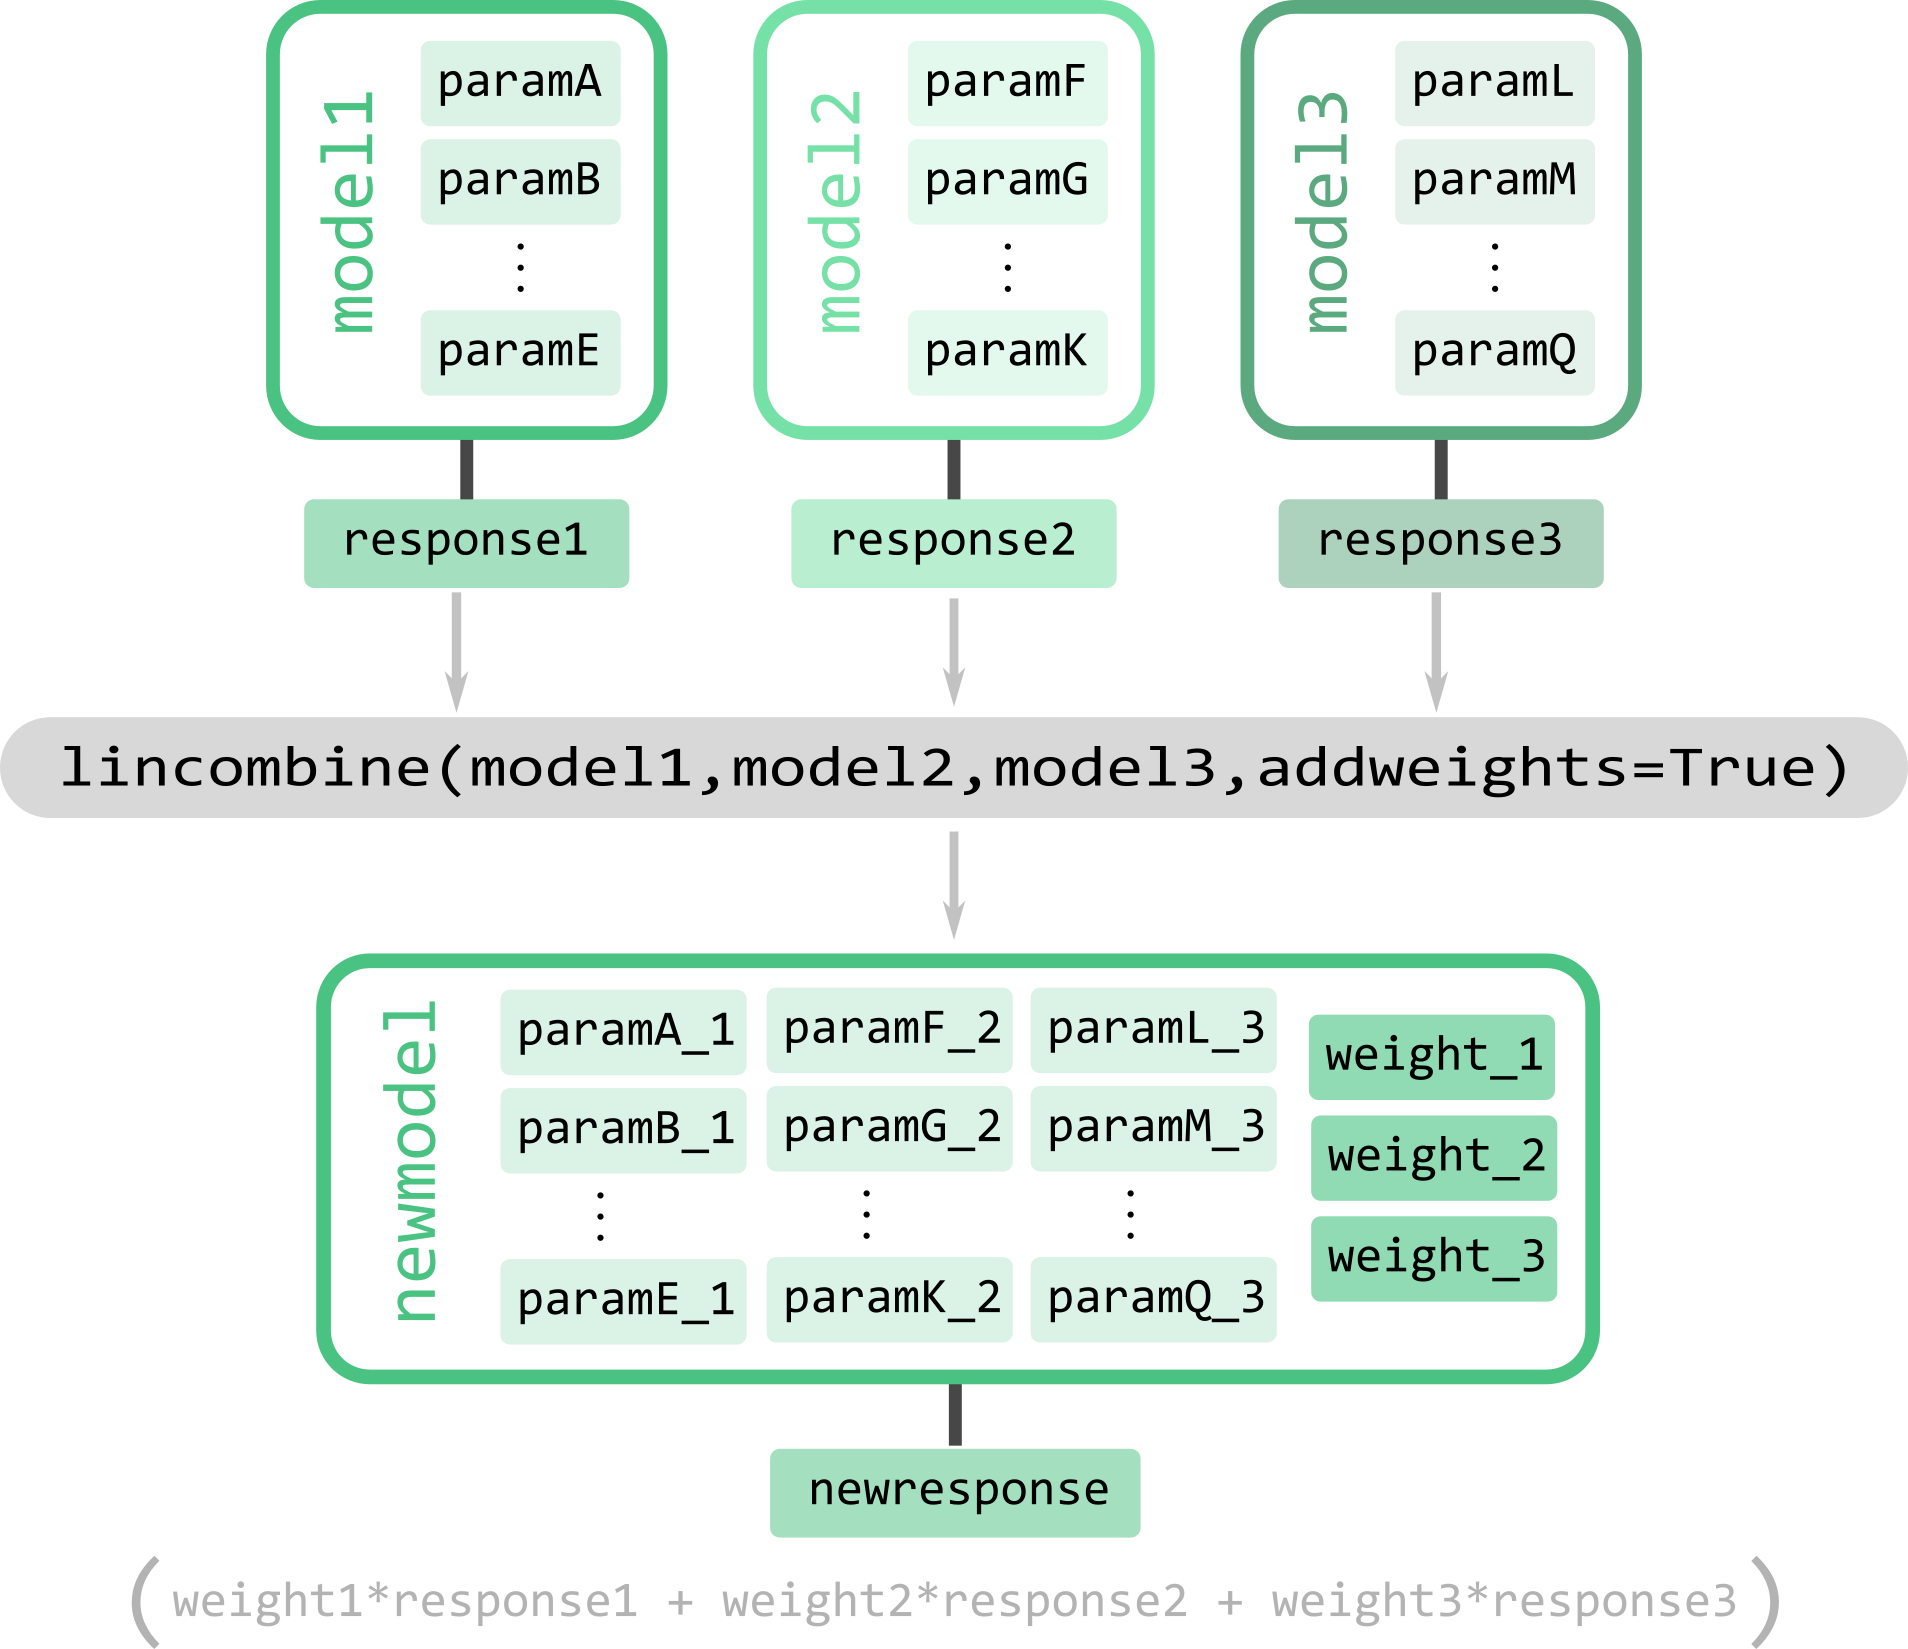 model1
paramA
paramB
paramE
model2
paramF
paramG
paramK
model3
paramL
paramM
paramQ
response1
response2
response3
lincombine(model1,model2,model3,addweights=True)
newmodel
paramA_1
paramB_1
paramE_1
paramF_2
paramG_2
paramK_2
paramL_3
paramM_3
paramQ_3
weight_1
weight_2
weight_3
newresponse
(weight1*response1 + weight2*response2 + weight3*response3)